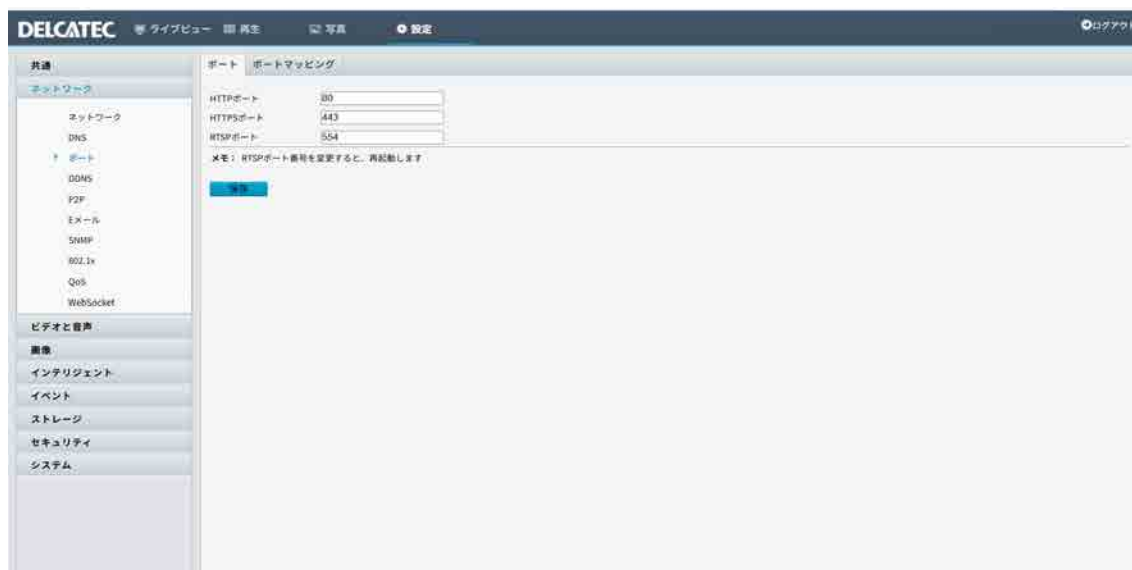 DELCATEC ライブビュー 再生 写真 設定 ログアウト
共通
ネットワーク
ネットワーク
DNS
ポート
DDNS
P2P
Eメール
SNMP
802.1x
QoS
WebSocket
ビデオと音声
画像
インテリジェント
イベント
ストレージ
セキュリティ
システム
ポート ポートマッピング
HTTPポート 80
HTTPSポート 443
RTSPポート 554
メモ: RTSPポート番号を変更すると、再起動します
保存